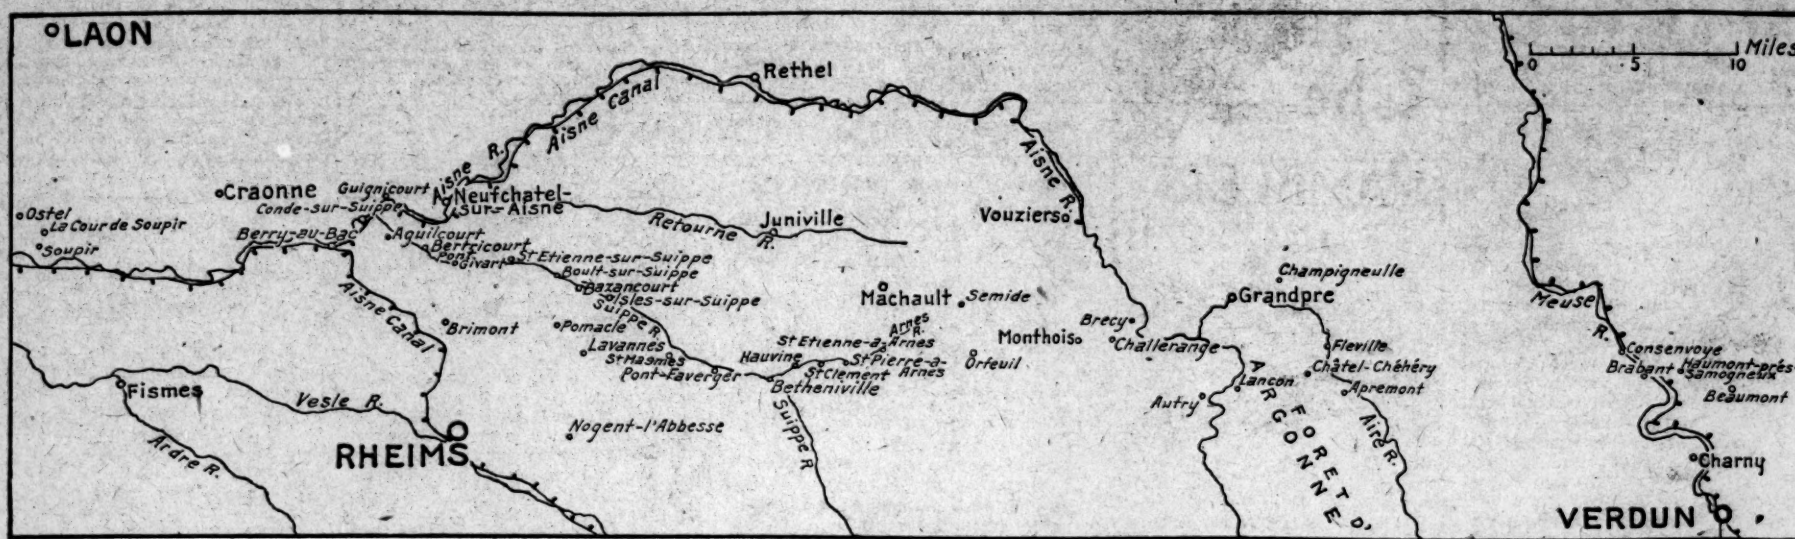 LAON
Miles
0 5 10
Rethel
Aisne Canal
Aisne R.
Aisne R.
Craonne
Guignicourt
Neufchatel-
sur-Aisne
Conde-sur-Suippe
Ostel
La Cour de Soupir
Soupir
Berry-au-Bac
Aguilcourt
Bertricourt
Pont
Givart
St Etienne-sur-Suippe
Boult-sur-Suippe
Bazancourt
Isles-sur-Suippe
Suippe R.
Retourne R.
Juniville
Vouziers
Champigneulle
Grandpre
Machault
Semide
Meuse R.
Aisne Canal
Brimont
Pomacle
Lavannes
St Masmes
Pont-Faverger
Hauvine
St Etienne-à-
Arnes
Arnes R.
St Pierre-a-
Arnes
St Clement
Betheniville
Orfeuil
Monthois
Brecy
Challerange
Fleville
Châtel-Chéhéry
Lancon
Apremont
Autry
Consenvoye
Brabant
Haumont-près-
Samogneux
Beaumont
Fismes
Vesle R.
Ardre R.
RHEIMS
Nogent-l'Abbesse
Suippe R
FORET D'
ARGONNE
Aire R.
Charny
VERDUN